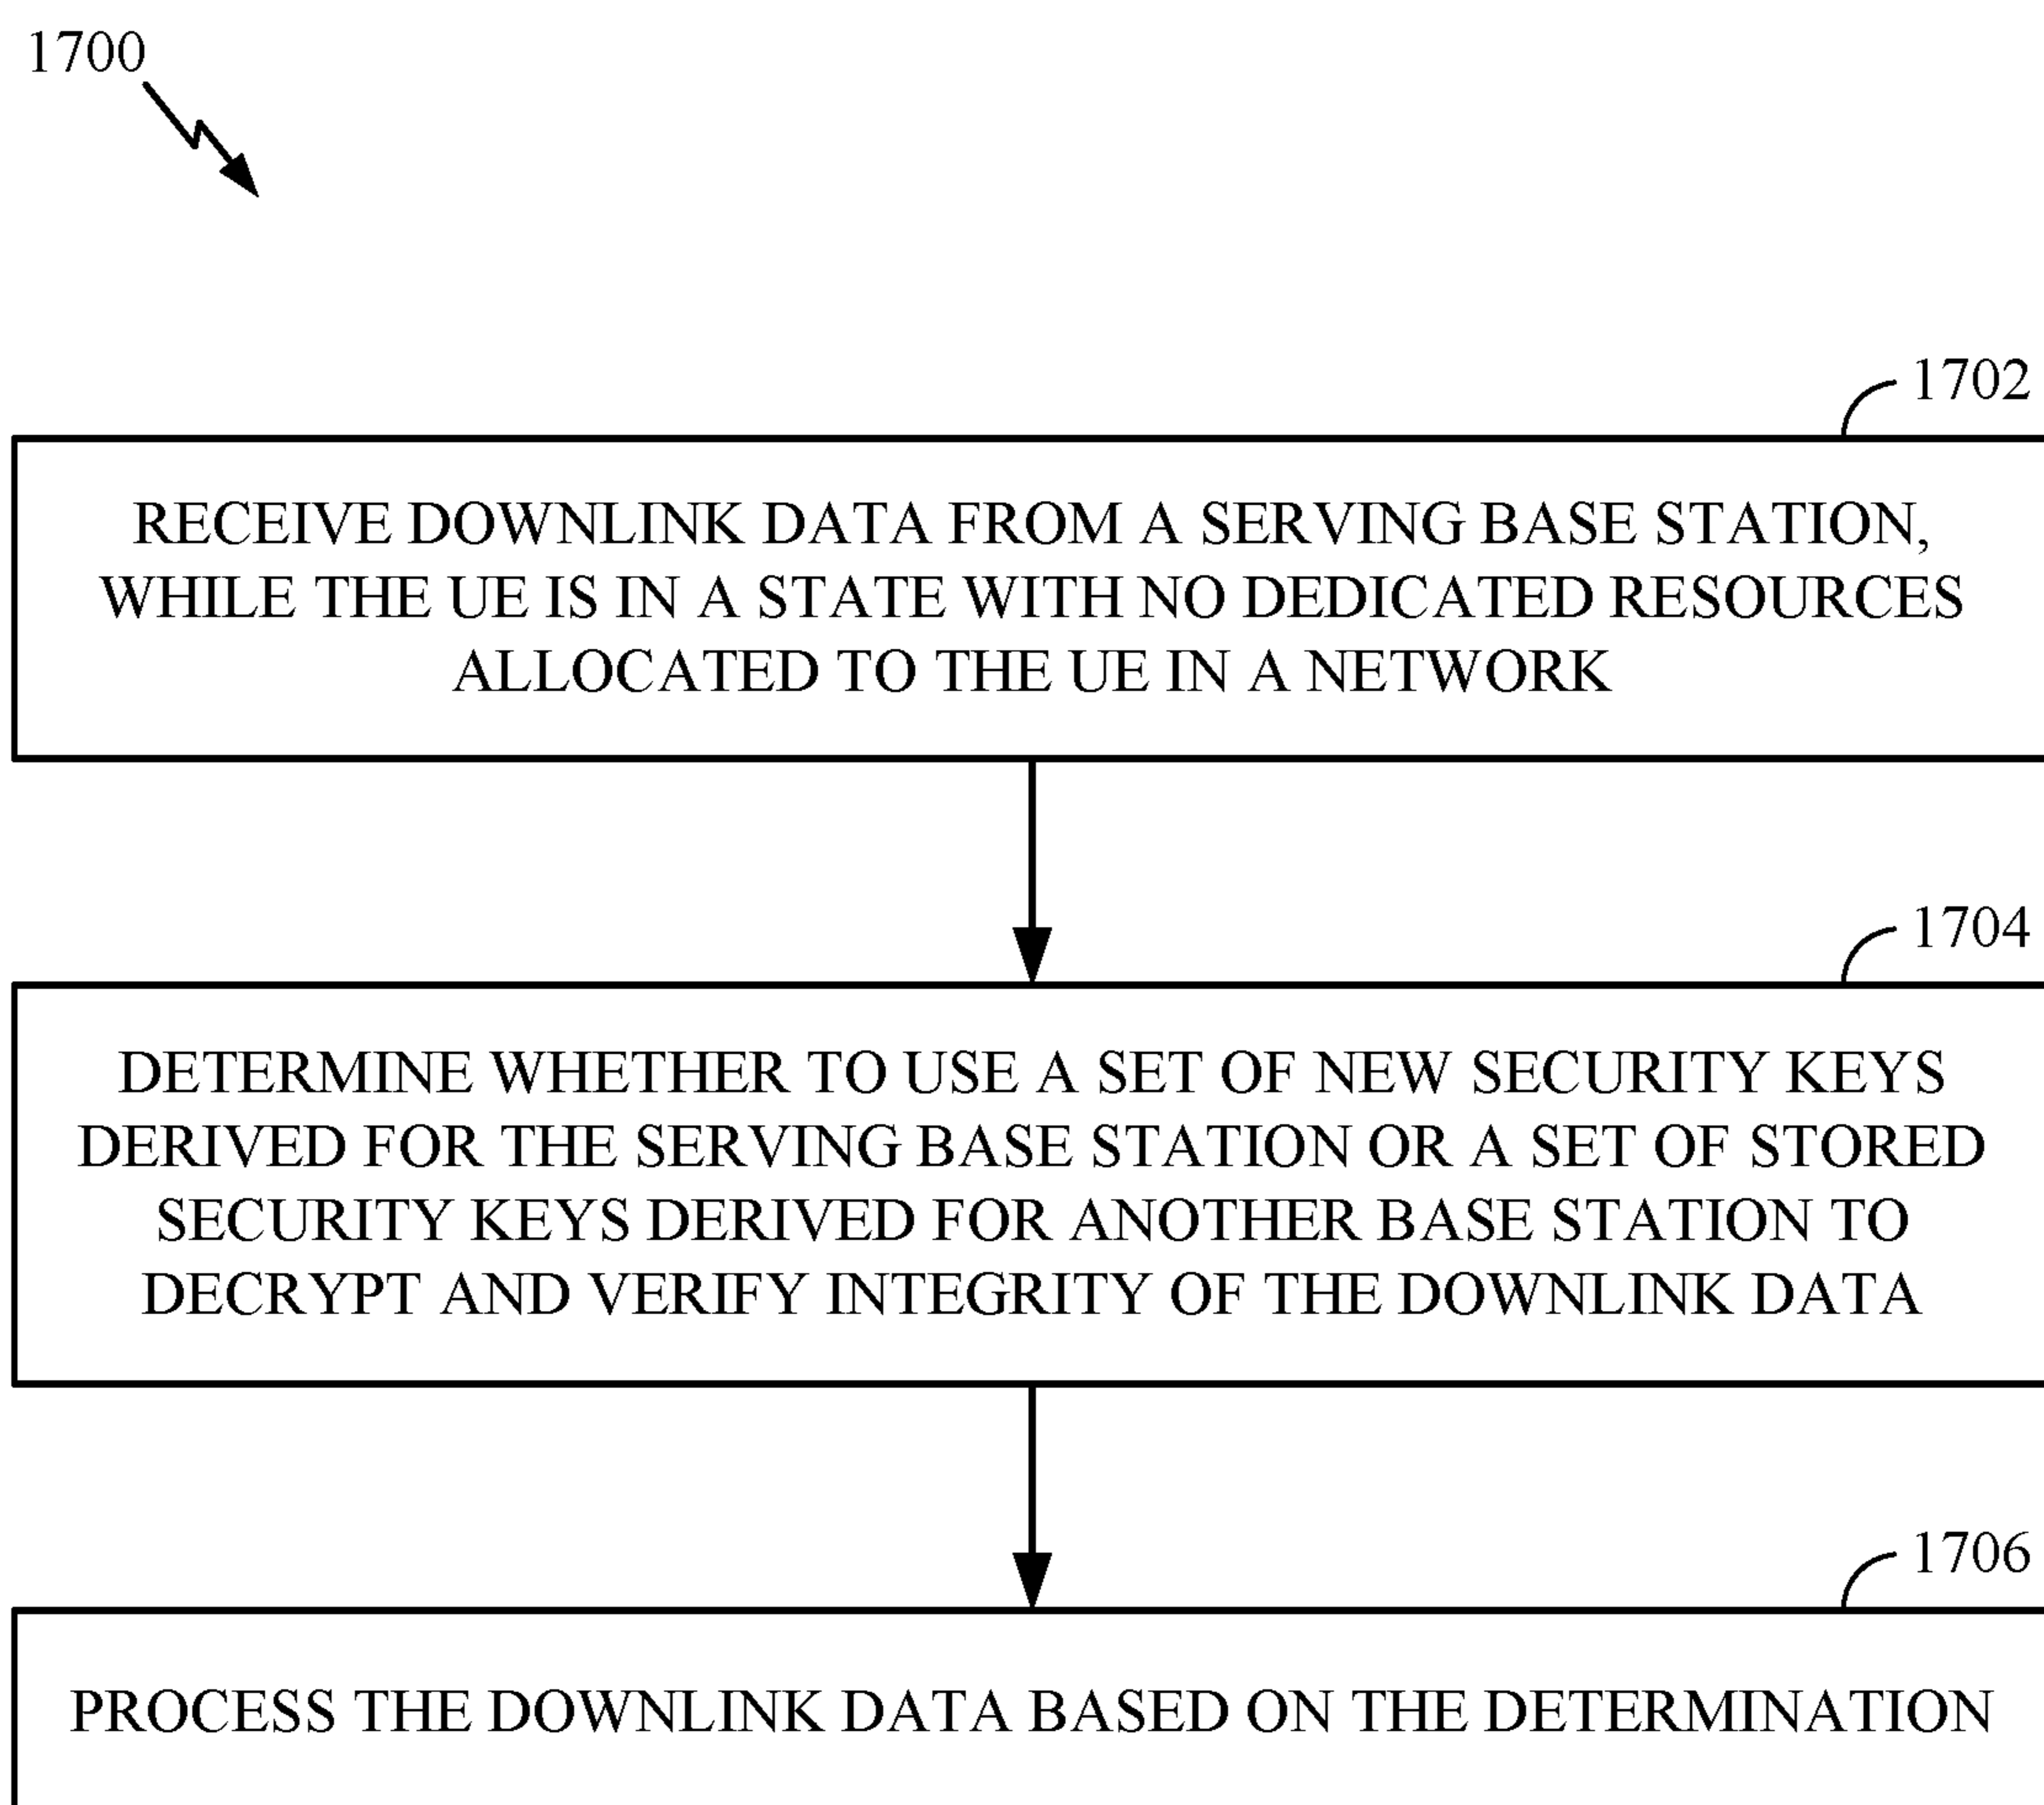 1700
1702
RECEIVE DOWNLINK DATA FROM A SERVING BASE STATION,
WHILE THE UE IS IN A STATE WITH NO DEDICATED RESOURCES
ALLOCATED TO THE UE IN A NETWORK
1704
DETERMINE WHETHER TO USE A SET OF NEW SECURITY KEYS
DERIVED FOR THE SERVING BASE STATION OR A SET OF STORED
SECURITY KEYS DERIVED FOR ANOTHER BASE STATION TO
DECRYPT AND VERIFY INTEGRITY OF THE DOWNLINK DATA
1706
PROCESS THE DOWNLINK DATA BASED ON THE DETERMINATION